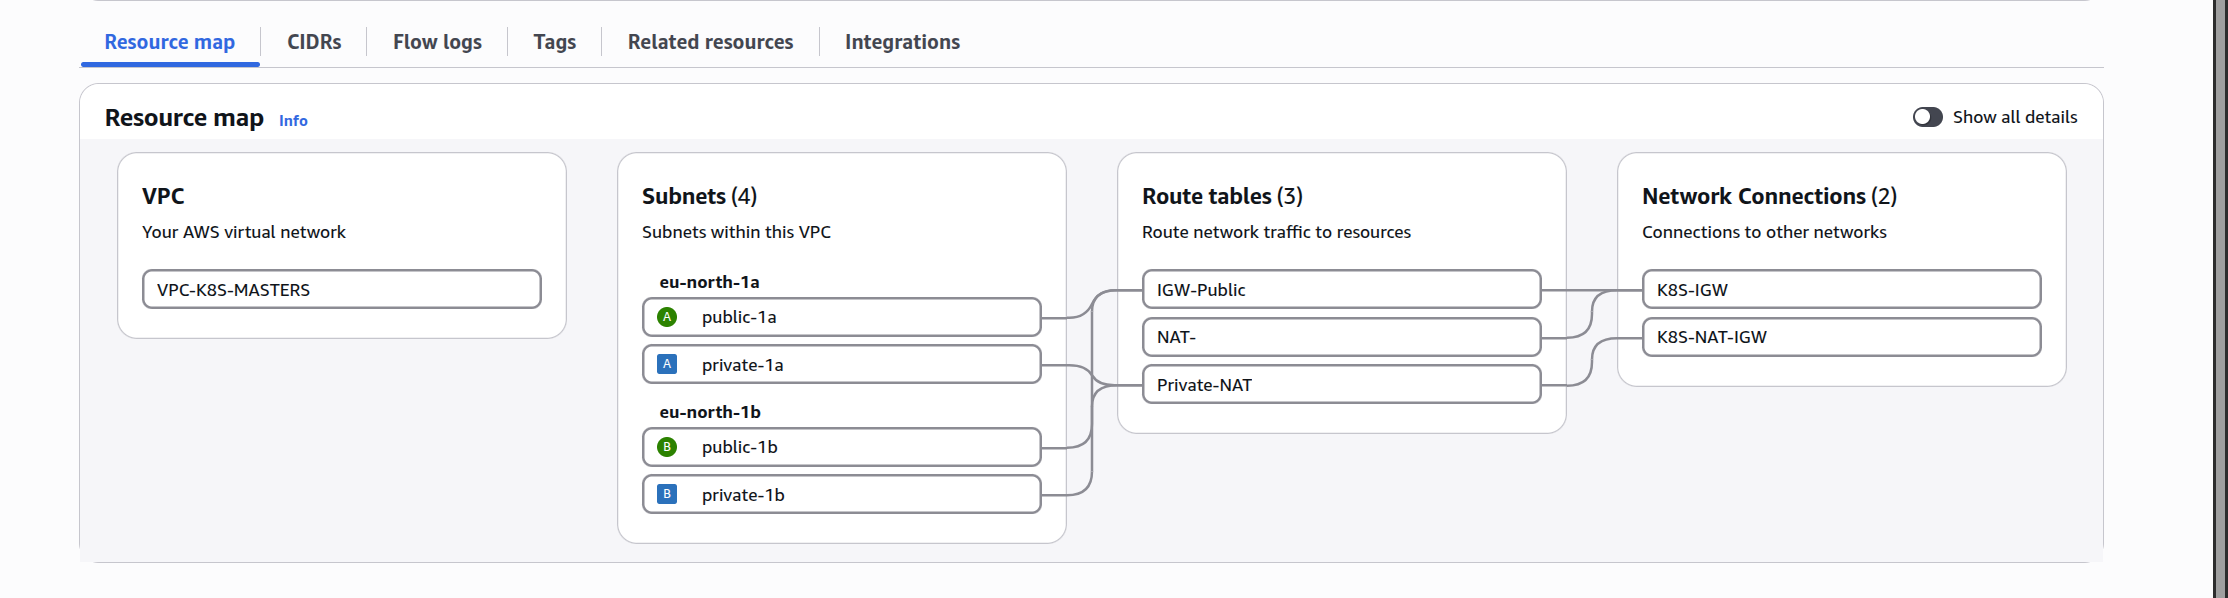 Resource map
CIDRs
Flow logs
Tags
Related resources
Integrations
Resource map Info
Show all details
VPC
Your AWS virtual network
VPC-K8S-MASTERS
Subnets (4)
Subnets within this VPC
eu-north-1a
A public-1a
A private-1a
eu-north-1b
B public-1b
B private-1b
Route tables (3)
Route network traffic to resources
IGW-Public
NAT-
Private-NAT
Network Connections (2)
Connections to other networks
K8S-IGW
K8S-NAT-IGW